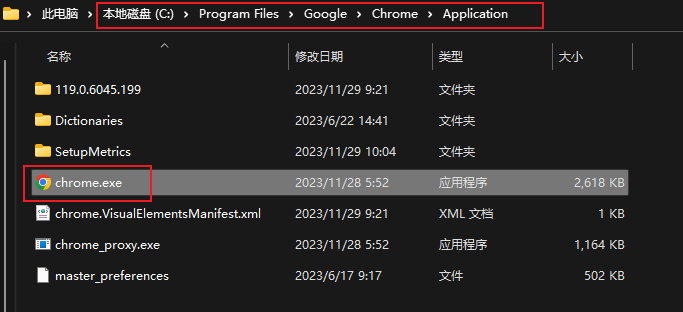 此电脑 > 本地磁盘 (C:) > Program Files > Google > Chrome > Application
名称 修改日期 类型 大小
119.0.6045.199 2023/11/29 9:21 文件夹
Dictionaries 2023/6/22 14:41 文件夹
SetupMetrics 2023/11/29 10:04 文件夹
chrome.exe 2023/11/28 5:52 应用程序 2,618 KB
chrome.VisualElementsManifest.xml 2023/11/29 9:21 XML 文档 1 KB
chrome_proxy.exe 2023/11/28 5:52 应用程序 1,164 KB
master_preferences 2023/6/17 9:17 文件 502 KB